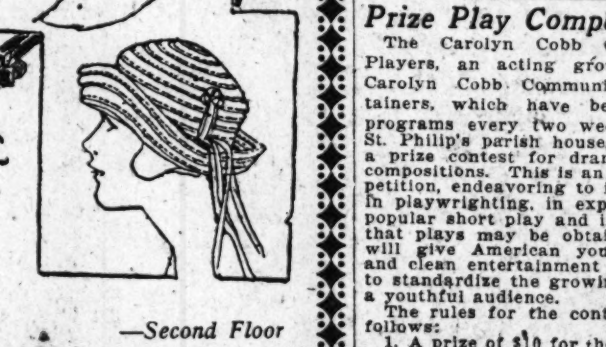 —Second Floor
Prize Play Comp
The Carolyn Cobb
Players, an acting gro
Carolyn Cobb Communi
tainers, which have be
programs every two we
St. Philip's parish house
a prize contest for dra
compositions. This is an
petition, endeavoring to
in playwrighting, in exp
popular short play and i
that plays may be obtai
will give American you
and clean entertainment
to standardize the growi
a youthful audience.
The rules for the cont
follows:
1. A prize of $10 for th